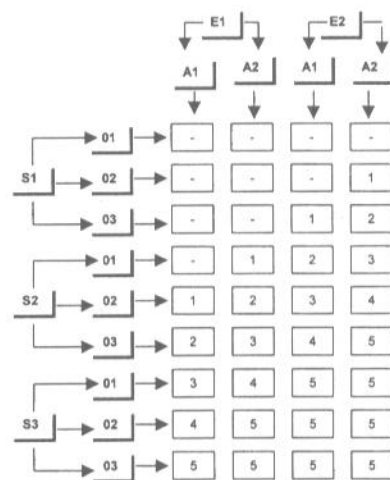 E1 E2
A1 A2 A1 A2
01 - - - -
S1 02 - - - 1
03 - - 1 2
01 - 1 2 3
S2 02 1 2 3 4
03 2 3 4 5
01 3 4 5 5
S3 02 4 5 5 5
03 5 5 5 5